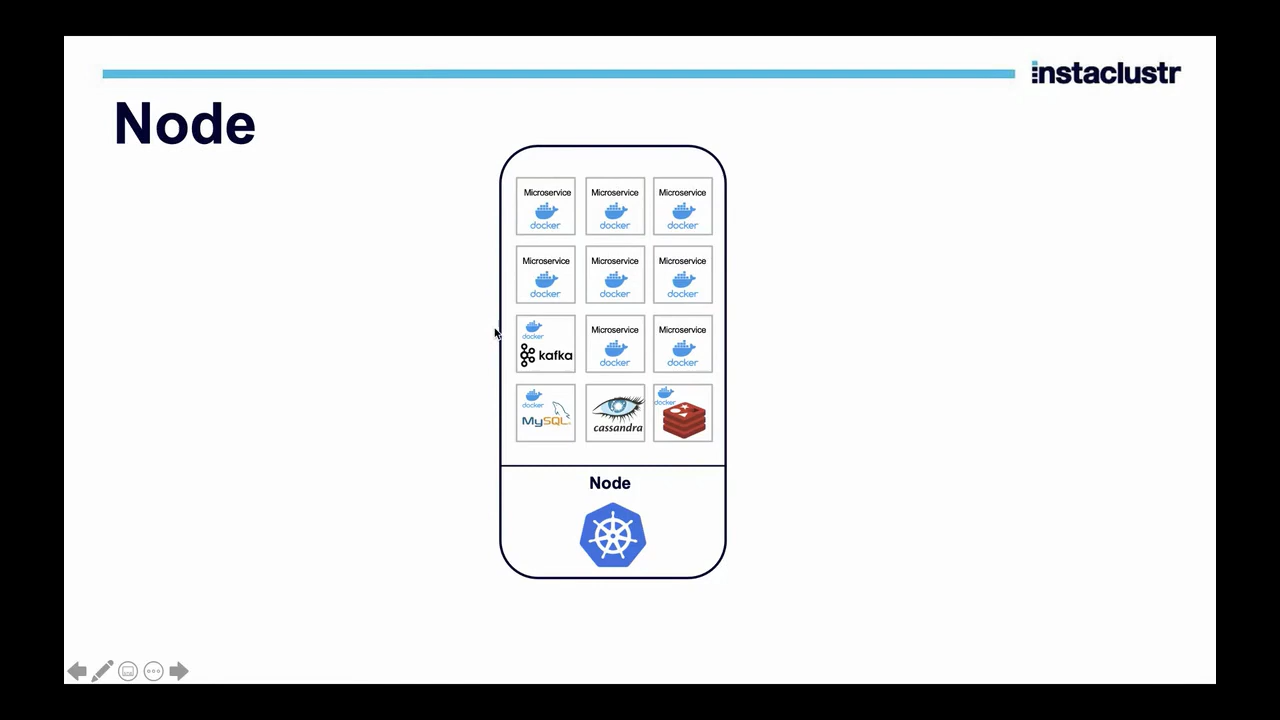 instaclustr
Node
Microservice Microservice Microservice
docker docker docker
Microservice Microservice Microservice
docker docker docker
docker Microservice Microservice
kafka docker docker
docker docker
MySQL cassandra
Node